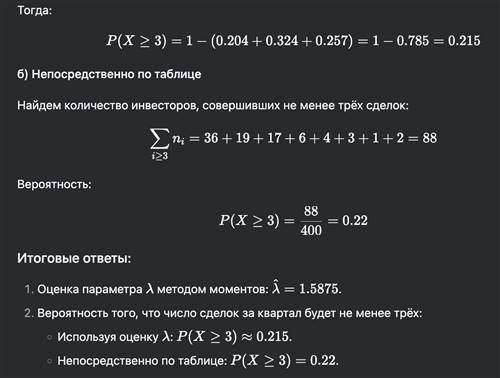 Тогда:
P(X ≥ 3) = 1 − (0.204 + 0.324 + 0.257) = 1 − 0.785 = 0.215
б) Непосредственно по таблице
Найдем количество инвесторов, совершивших не менее трёх сделок:
∑_{i≥3} n_i = 36 + 19 + 17 + 6 + 4 + 3 + 1 + 2 = 88
Вероятность:
P(X ≥ 3) = 88/400 = 0.22
Итоговые ответы:
1. Оценка параметра λ методом моментов: λ̂ = 1.5875.
2. Вероятность того, что число сделок за квартал будет не менее трёх:
◦ Используя оценку λ: P(X ≥ 3) ≈ 0.215.
◦ Непосредственно по таблице: P(X ≥ 3) = 0.22.